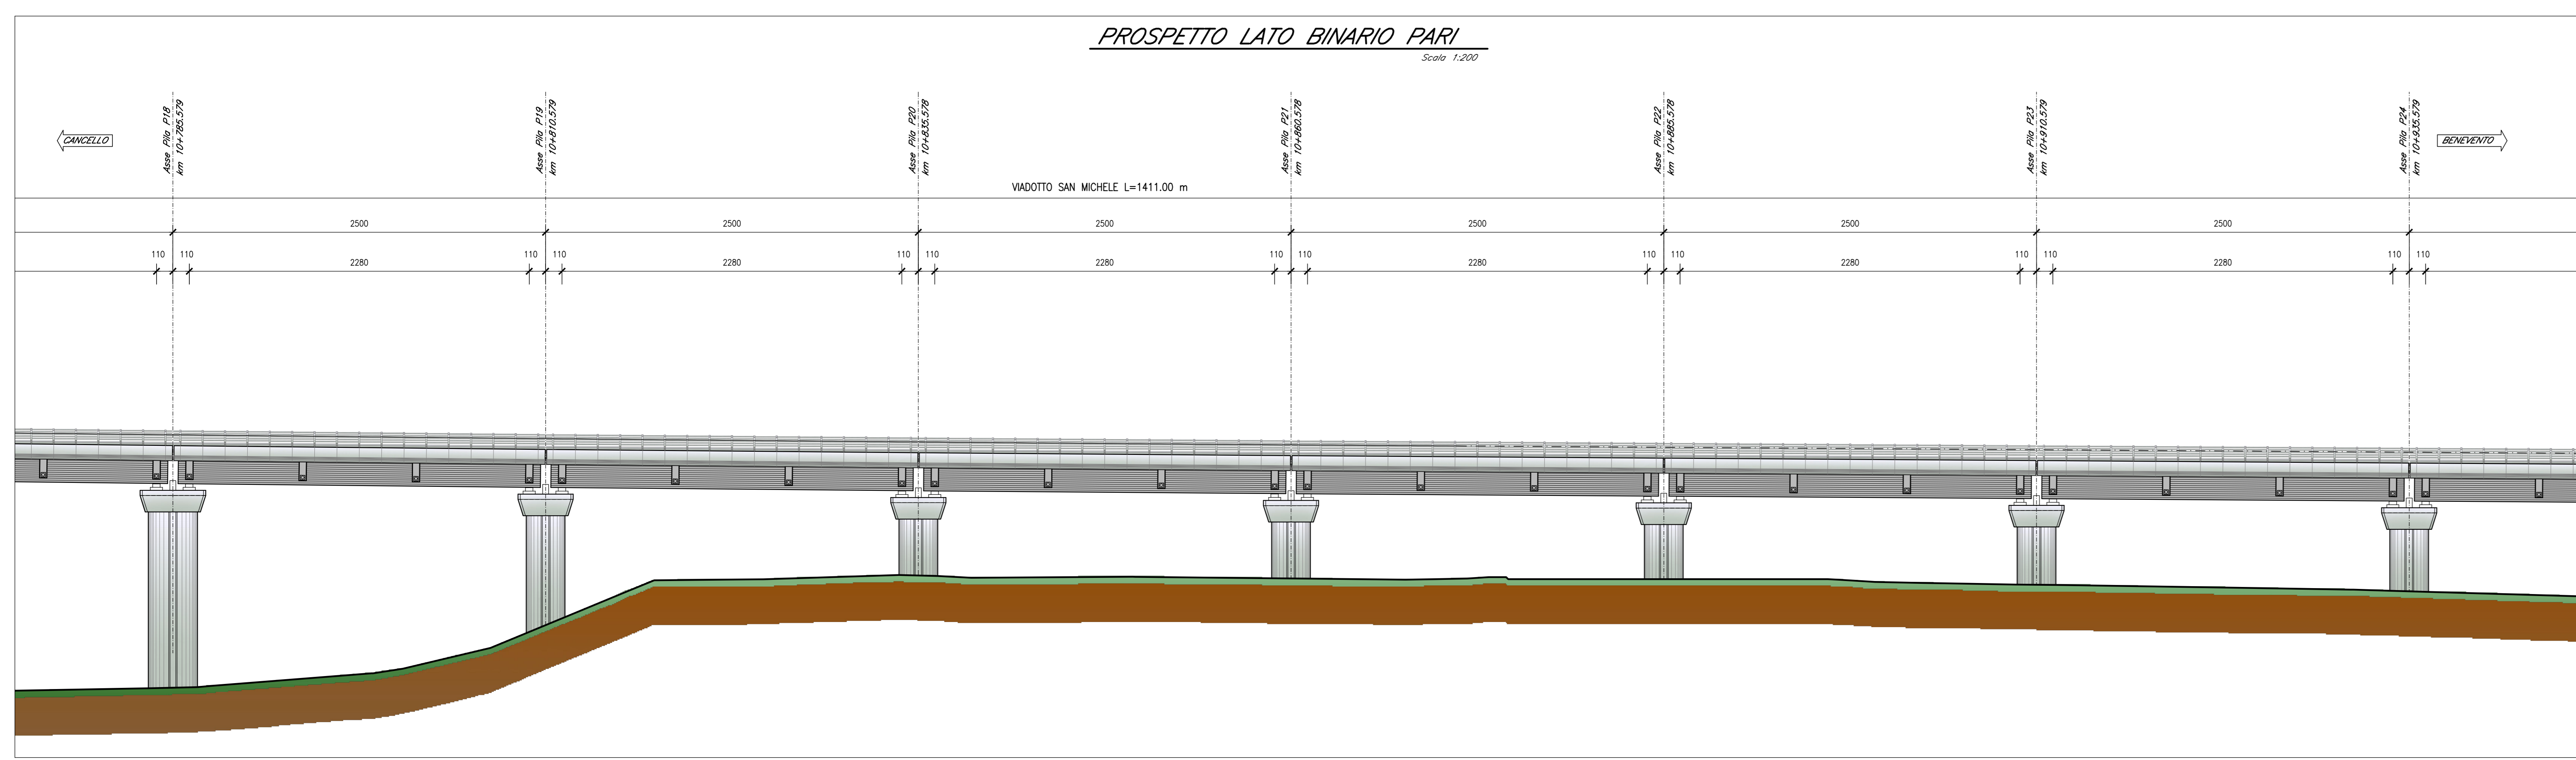 PROSPETTO LATO BINARIO PARI
Scala 1:200
CANCELLO
Asse Pila P18
km 10+785.579
Asse Pila P19
km 10+810.579
Asse Pila P20
km 10+835.578
Asse Pila P21
km 10+860.578
Asse Pila P22
km 10+885.578
Asse Pila P23
km 10+910.579
Asse Pila P24
km 10+935.579
BENEVENTO
VIADOTTO SAN MICHELE L=1411.00 m
2500 2500 2500 2500 2500 2500
110 110 110 110 110 110 110 110 110 110 110 110 110 110
2280 2280 2280 2280 2280 2280